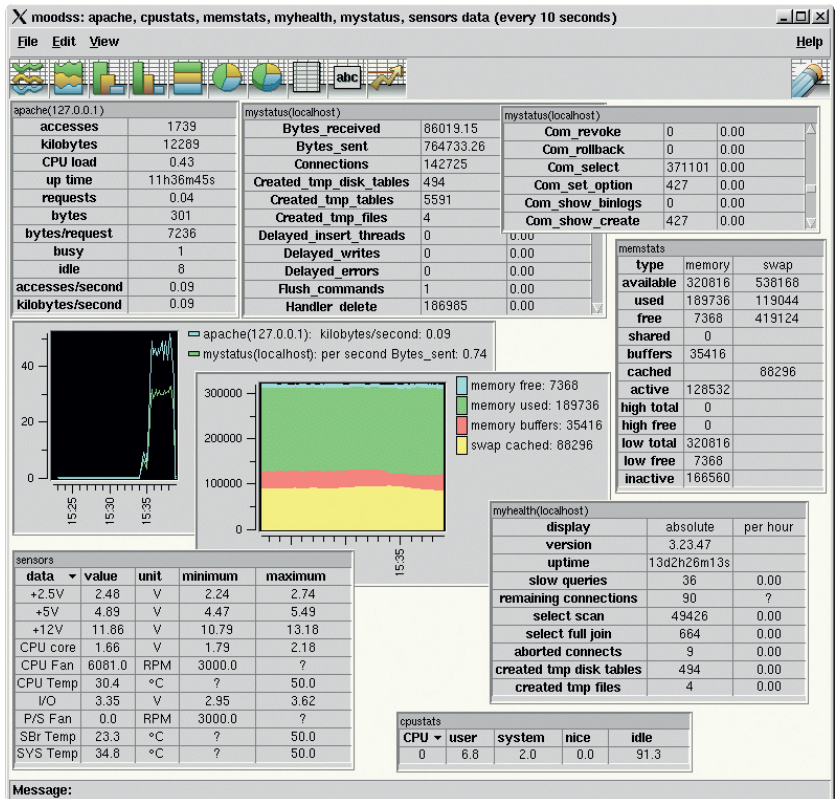 moodss: apache, cpustats, memstats, myhealth, mystatus, sensors data (every 10 seconds)
File Edit View Help
abc
apache(127.0.0.1)
accesses 1739
kilobytes 12289
CPU load 0.43
up time 11h36m45s
requests 0.04
bytes 301
bytes/request 7236
busy 1
idle 8
accesses/second 0.09
kilobytes/second 0.09
mystatus(localhost)
Bytes_received 86019.15
Bytes_sent 764733.26
Connections 142725
Created_tmp_disk_tables 494
Created_tmp_tables 5591
Created_tmp_files 4
Delayed_insert_threads 0 0.00
Delayed_writes 0 0.00
Delayed_errors 0 0.00
Flush_commands 1 0.00
Handler_delete 186985 0.00
mystatus(localhost)
Com_revoke 0 0.00
Com_rollback 0 0.00
Com_select 371101 0.00
Com_set_option 427 0.00
Com_show_binlogs 0 0.00
Com_show_create 427 0.00
memstats
type memory swap
available 320816 538168
used 189736 119044
free 7368 419124
shared 0
buffers 35416
cached 88296
active 128532
high total 0
high free 0
low total 320816
low free 7368
inactive 166560
apache(127.0.0.1): kilobytes/second: 0.09
mystatus(localhost): per second Bytes_sent: 0.74
40
20
0
15:25 15:30 15:35
memory free: 7368
memory used: 189736
memory buffers: 35416
swap cached: 88296
300000
200000
100000
0
15:35
myhealth(localhost)
display absolute per hour
version 3.23.47
uptime 13d2h26m13s
slow queries 36 0.00
remaining connections 90 ?
select scan 49426 0.00
select full join 664 0.00
aborted connects 9 0.00
created tmp disk tables 494 0.00
created tmp files 4 0.00
sensors
data value unit minimum maximum
+2.5V 2.48 V 2.24 2.74
+5V 4.89 V 4.47 5.49
+12V 11.86 V 10.79 13.18
CPU core 1.66 V 1.79 2.18
CPU Fan 6081.0 RPM 3000.0 ?
CPU Temp 30.4 °C ? 50.0
I/O 3.35 V 2.95 3.62
P/S Fan 0.0 RPM 3000.0 ?
SBr Temp 23.3 °C ? 50.0
SYS Temp 34.8 °C ? 50.0
cpustats
CPU user system nice idle
0 6.8 2.0 0.0 91.3
Message: